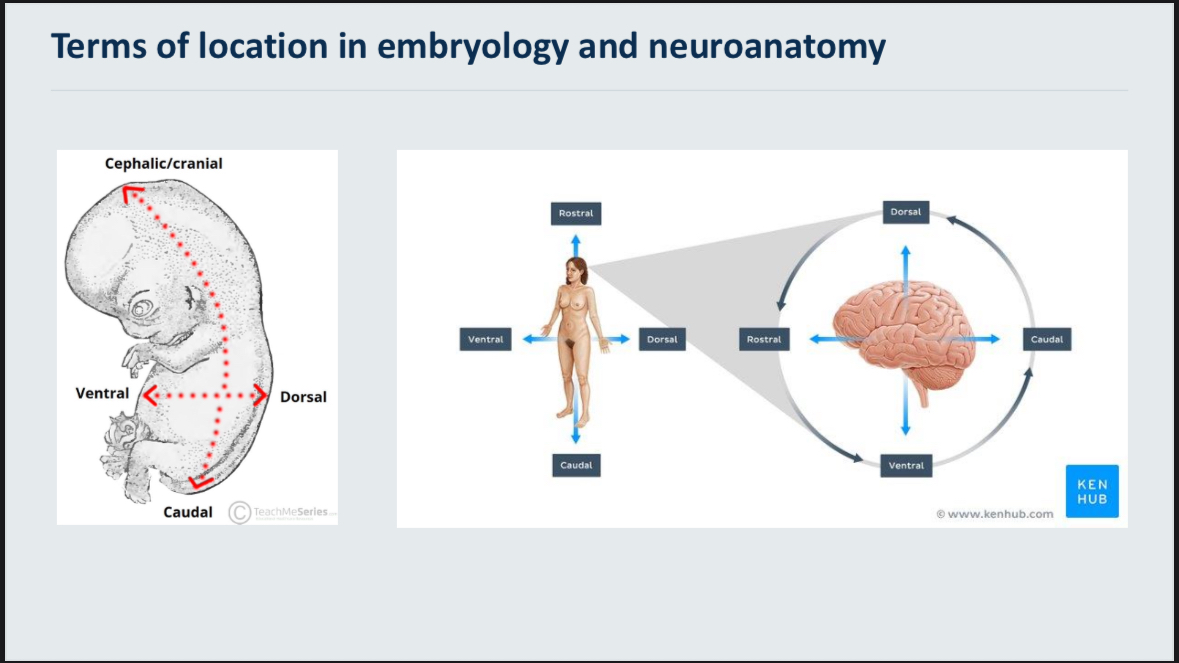 Terms of location in embryology and neuroanatomy
Cephalic/cranial
Ventral
Dorsal
Caudal
© TeachMeSeries
Rostral
Ventral
Dorsal
Caudal
Dorsal
Rostral
Caudal
Ventral
KEN
HUB
© www.kenhub.com